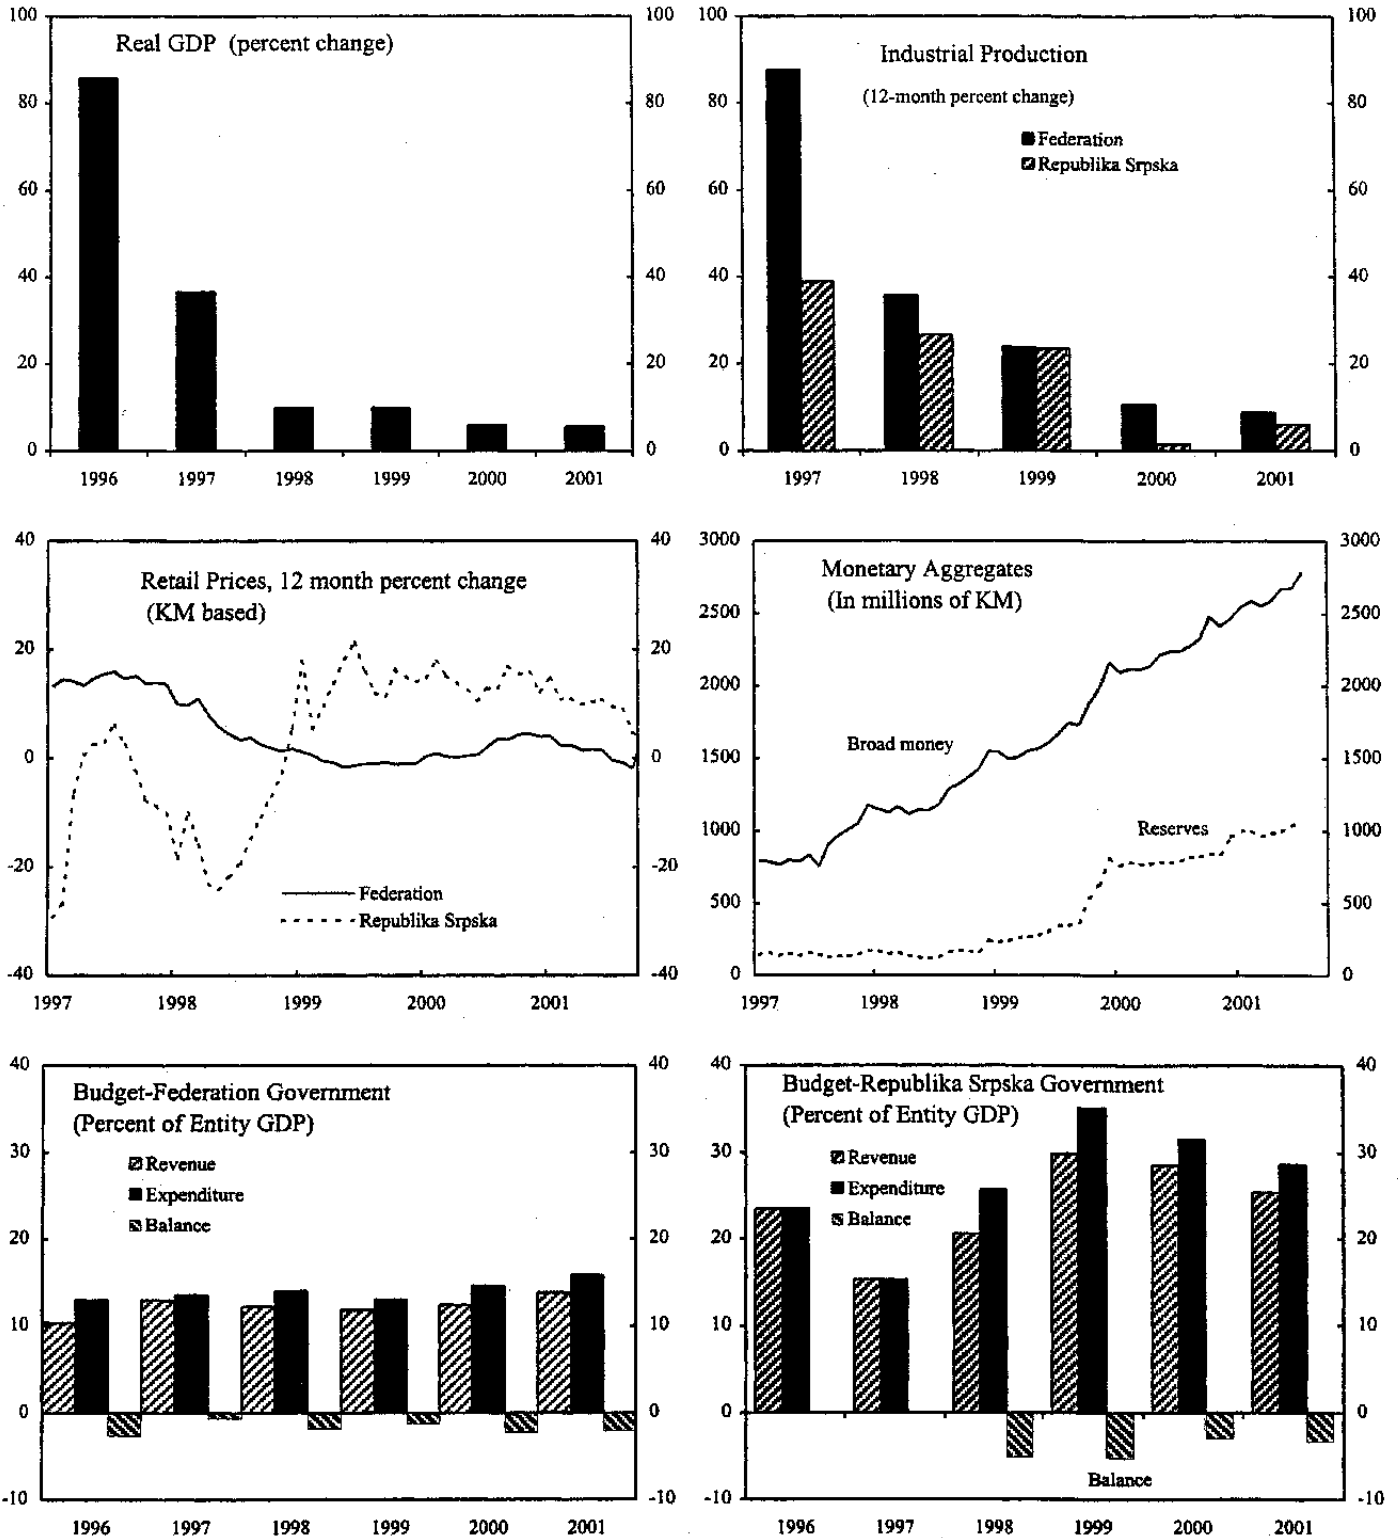 Real GDP (percent change)
100
80
60
40
20
0
100
80
60
40
20
0
1996 1997 1998 1999 2000 2001
Industrial Production
(12-month percent change)
Federation
Republika Srpska
100
80
60
40
20
0
100
80
60
40
20
0
1997 1998 1999 2000 2001
Retail Prices, 12 month percent change
(KM based)
40
20
0
-20
-40
40
20
0
-20
-40
Federation
Republika Srpska
1997 1998 1999 2000 2001
Monetary Aggregates
(In millions of KM)
3000
2500
2000
1500
1000
500
0
3000
2500
2000
1500
1000
500
0
Broad money
Reserves
1997 1998 1999 2000 2001
Budget-Federation Government
(Percent of Entity GDP)
Revenue
Expenditure
Balance
40
30
20
10
0
-10
40
30
20
10
0
-10
1996 1997 1998 1999 2000 2001
Budget-Republika Srpska Government
(Percent of Entity GDP)
Revenue
Expenditure
Balance
40
30
20
10
0
-10
40
30
20
10
0
-10
Balance
1996 1997 1998 1999 2000 2001